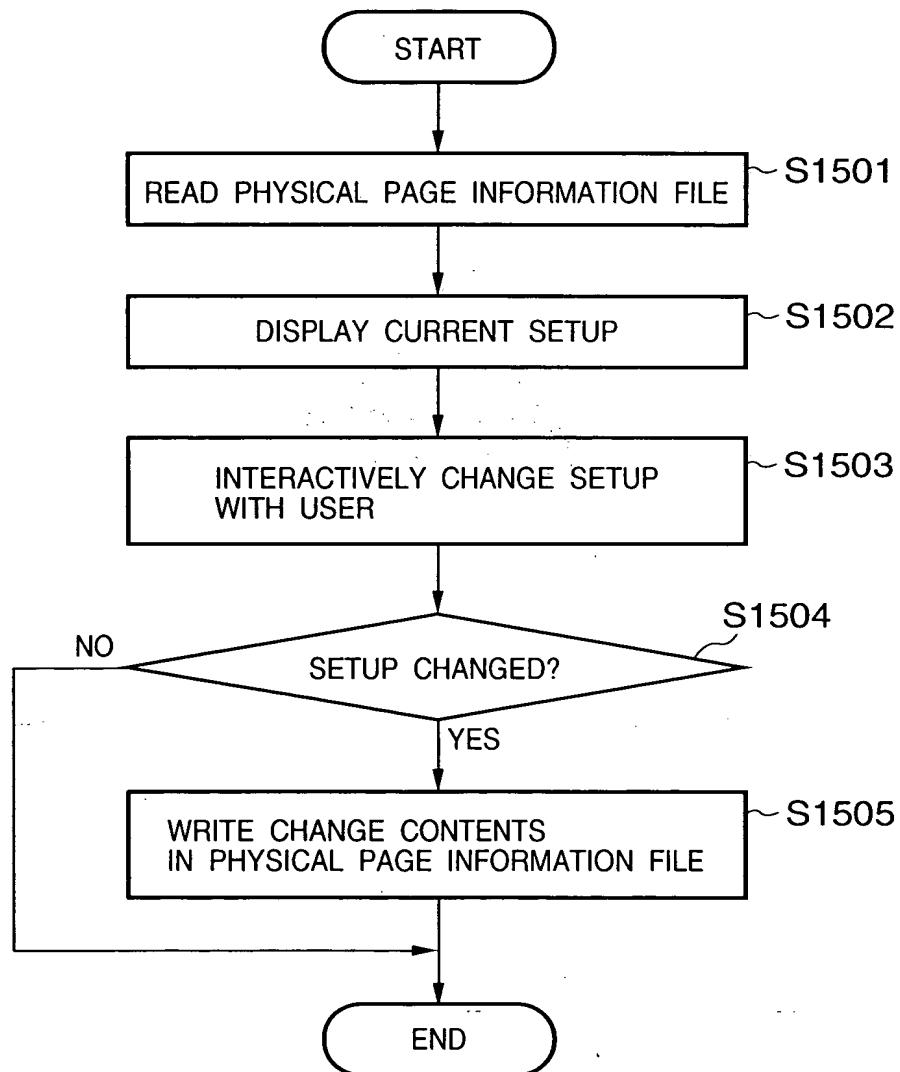 START
READ PHYSICAL PAGE INFORMATION FILE
S1501
DISPLAY CURRENT SETUP
S1502
INTERACTIVELY CHANGE SETUP
WITH USER
S1503
SETUP CHANGED?
S1504
NO
YES
WRITE CHANGE CONTENTS
IN PHYSICAL PAGE INFORMATION FILE
S1505
END